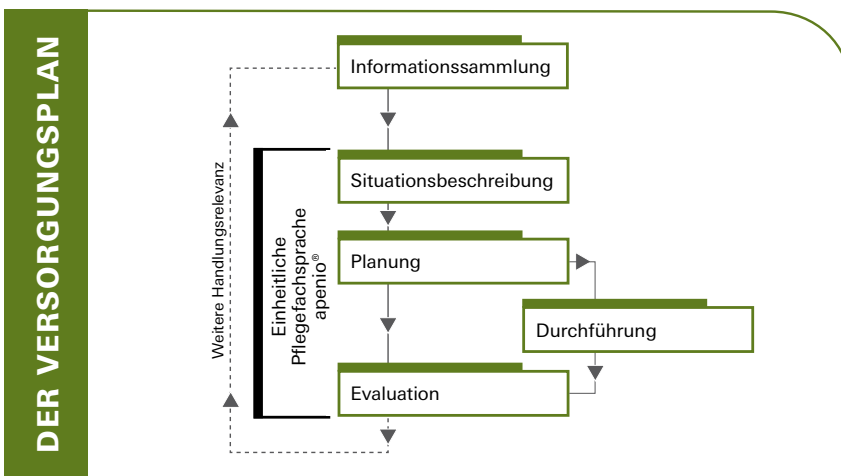 DER VERSORGUNGSPLAN
Informationssammlung
Situationsbeschreibung
Planung
Durchführung
Evaluation
Weitere Handlungsrelevanz
Einheitliche
Pflegefachsprache
apenio®